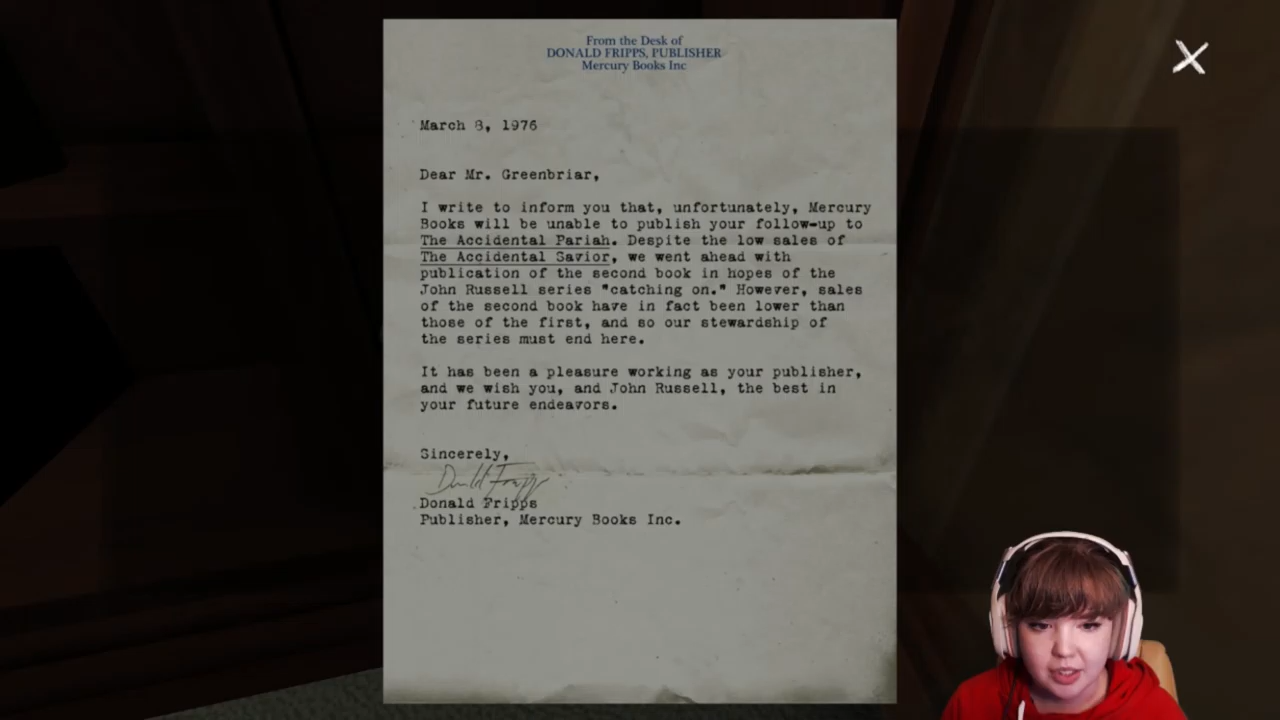 From the Desk of
DONALD FRIPPS, PUBLISHER
Mercury Books Inc
March 8, 1976
Dear Mr. Greenbriar,
I write to inform you that, unfortunately, Mercury
Books will be unable to publish your follow-up to
The Accidental Pariah. Despite the low sales of
The Accidental Savior, we went ahead with
publication of the second book in hopes of the
John Russell series "catching on." However, sales
of the second book have in fact been lower than
those of the first, and so our stewardship of
the series must end here.
It has been a pleasure working as your publisher,
and we wish you, and John Russell, the best in
your future endeavors.
Sincerely,
Donald Fripps
Donald Fripps
Publisher, Mercury Books Inc.